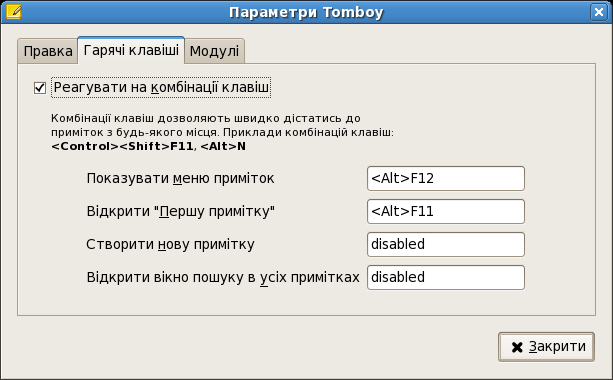 Параметри Tomboy
Правка Гарячі клавіші Модулі
Реагувати на комбінації клавіш
Комбінації клавіш дозволяють швидко дістатись до
приміток з будь-якого місця. Приклади комбінацій клавіш:
<Control><Shift>F11, <Alt>N
Показувати меню приміток <Alt>F12
Відкрити "Першу примітку" <Alt>F11
Створити нову примітку disabled
Відкрити вікно пошуку в усіх примітках disabled
Закрити